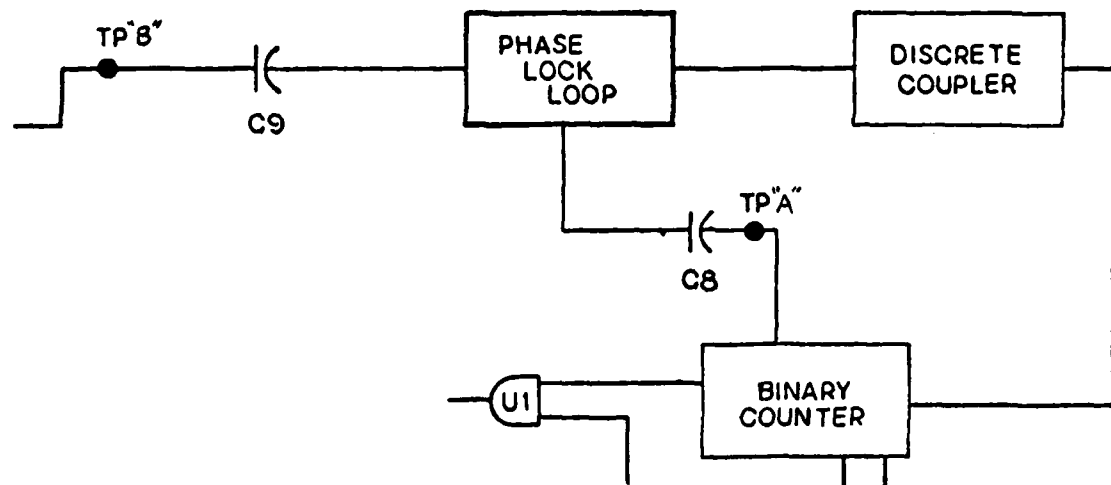 TP"B"
C9
PHASE
LOCK
LOOP
DISCRETE
COUPLER
TP"A"
C8
U1
BINARY
COUNTER